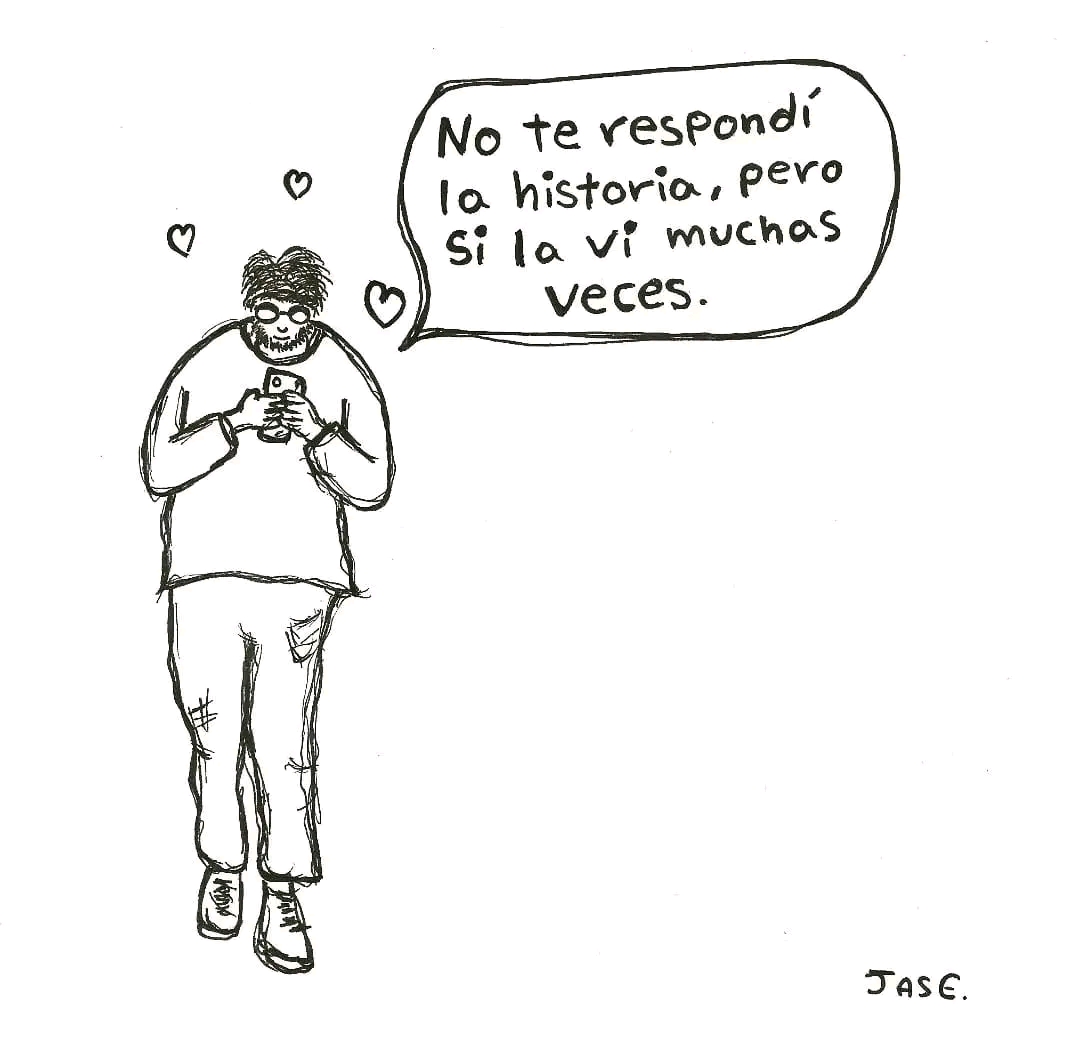 No te respondí
la historia, pero
Si la vi muchas
veces.
JASE.